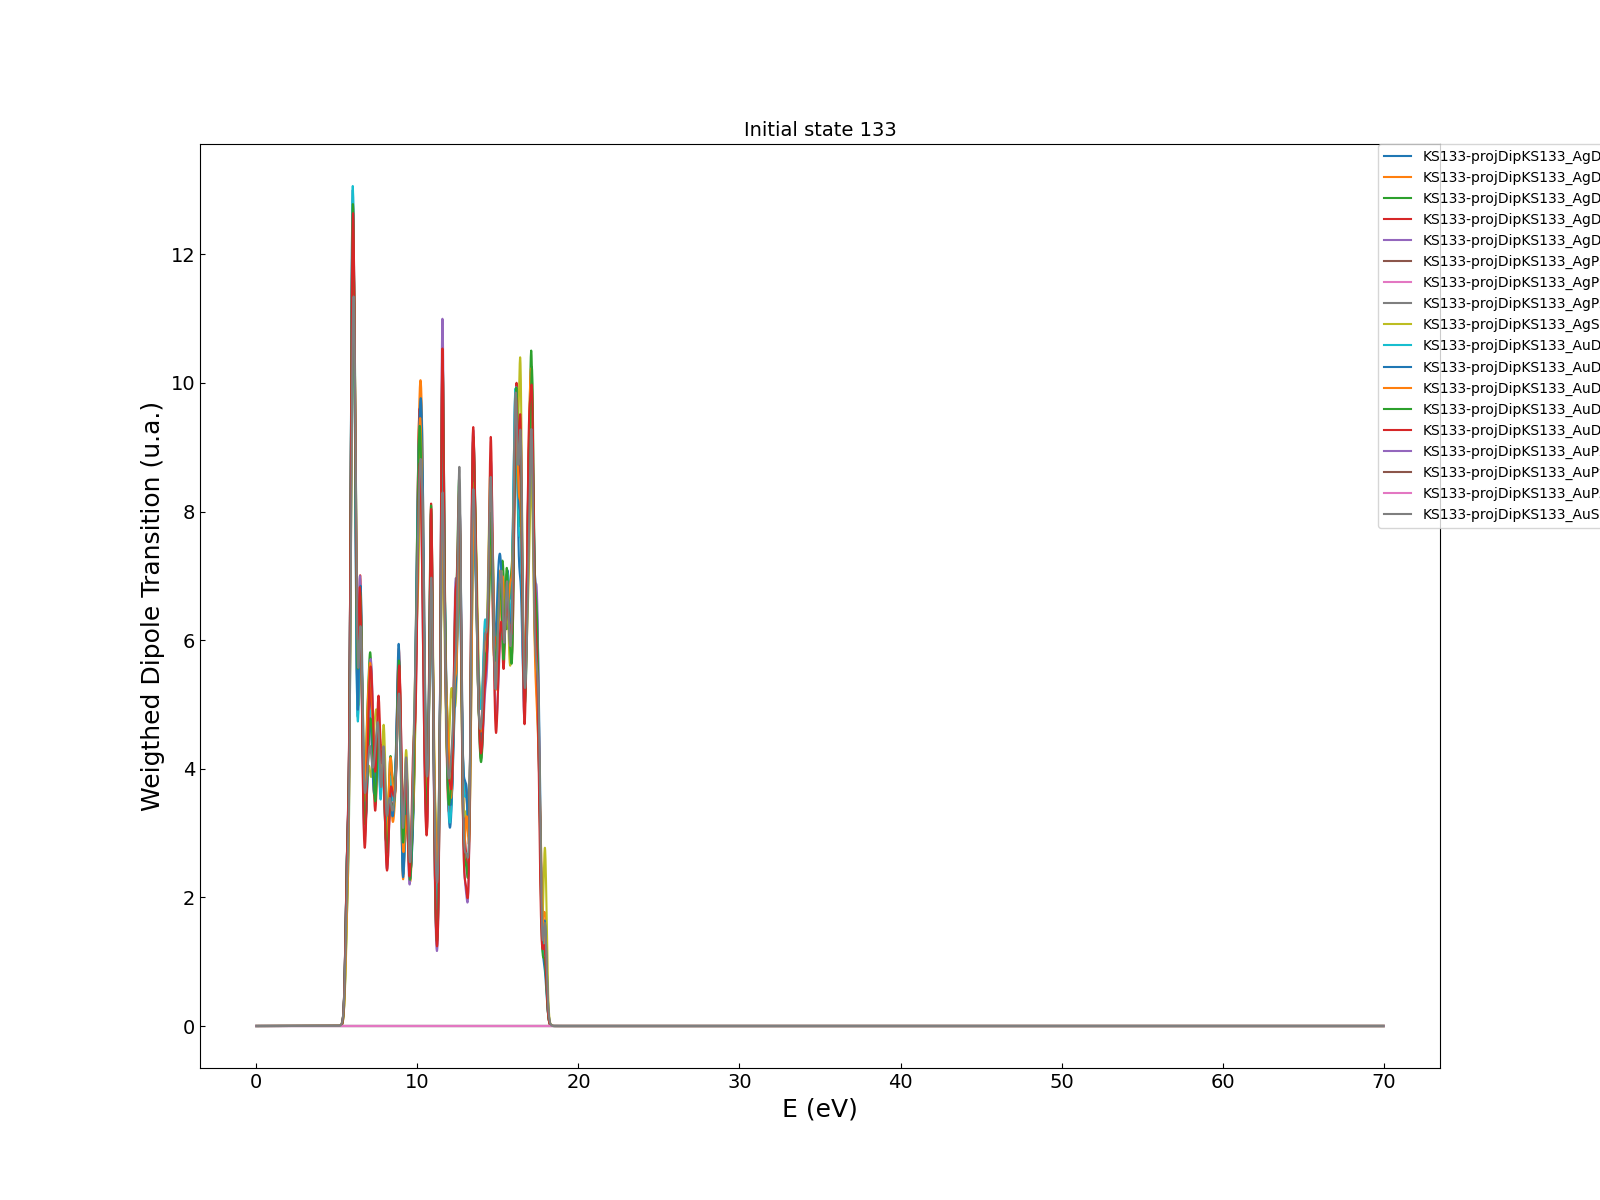 Initial state 133
KS133-projDipKS133_AgD
KS133-projDipKS133_AgD
KS133-projDipKS133_AgD
KS133-projDipKS133_AgD
KS133-projDipKS133_AgD
KS133-projDipKS133_AgP
KS133-projDipKS133_AgP
KS133-projDipKS133_AgP
KS133-projDipKS133_AgS
KS133-projDipKS133_AuD
KS133-projDipKS133_AuD
KS133-projDipKS133_AuD
KS133-projDipKS133_AuD
KS133-projDipKS133_AuD
KS133-projDipKS133_AuP
KS133-projDipKS133_AuP
KS133-projDipKS133_AuP
KS133-projDipKS133_AuS
Weigthed Dipole Transition (u.a.)
12
10
8
6
4
2
0
0 10 20 30 40 50 60 70
E (eV)